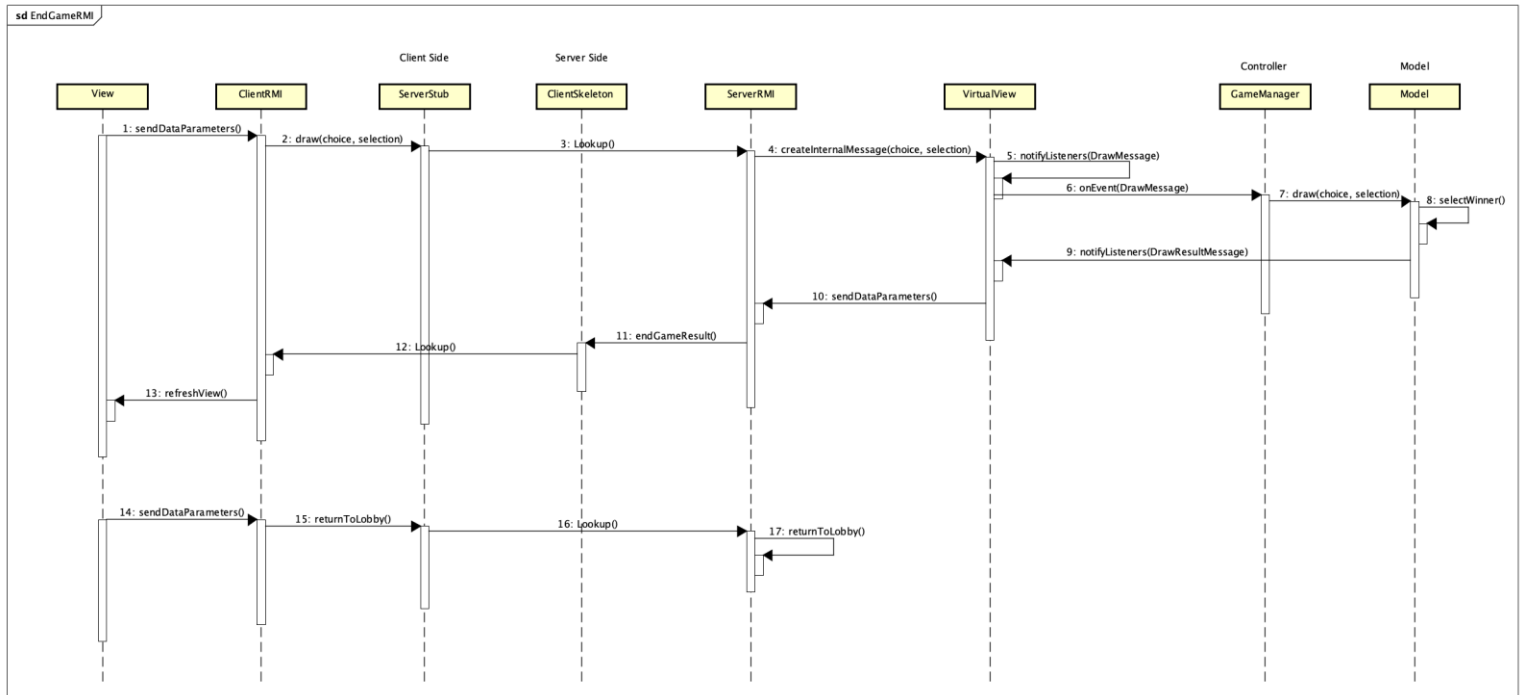 sd EndGameRMI
Client Side
Server Side
Controller
Model
View
ClientRMI
ServerStub
ClientSkeleton
ServerRMI
VirtualView
GameManager
Model
1: sendDataParameters()
2: draw(choice, selection)
3: Lookup()
4: createInternalMessage(choice, selection)
5: notifyListeners(DrawMessage)
6: onEvent(DrawMessage)
7: draw(choice, selection)
8: selectWinner()
9: notifyListeners(DrawResultMessage)
10: sendDataParameters()
11: endGameResult()
12: Lookup()
13: refreshView()
14: sendDataParameters()
15: returnToLobby()
16: Lookup()
17: returnToLobby()